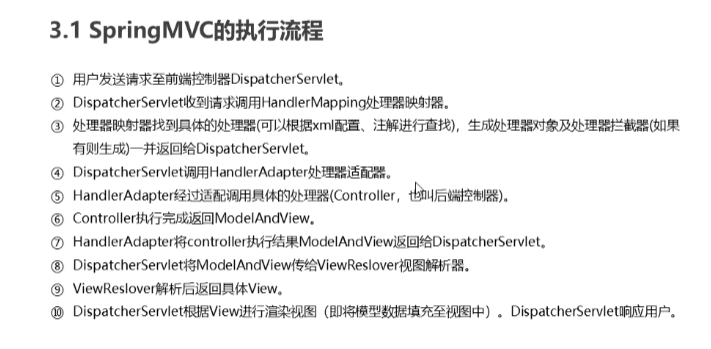 3.1 SpringMVC的执行流程
① 用户发送请求至前端控制器DispatcherServlet。
② DispatcherServlet收到请求调用HandlerMapping处理器映射器。
③ 处理器映射器找到具体的处理器(可以根据xml配置、注解进行查找)，生成处理器对象及处理器拦截器(如果
有则生成)一并返回给DispatcherServlet。
④ DispatcherServlet调用HandlerAdapter处理器适配器。
⑤ HandlerAdapter经过适配调用具体的处理器(Controller，也叫后端控制器)。
⑥ Controller执行完成返回ModelAndView。
⑦ HandlerAdapter将controller执行结果ModelAndView返回给DispatcherServlet。
⑧ DispatcherServlet将ModelAndView传给ViewReslover视图解析器。
⑨ ViewReslover解析后返回具体View。
⑩ DispatcherServlet根据View进行渲染视图（即将模型数据填充至视图中）。DispatcherServlet响应用户。